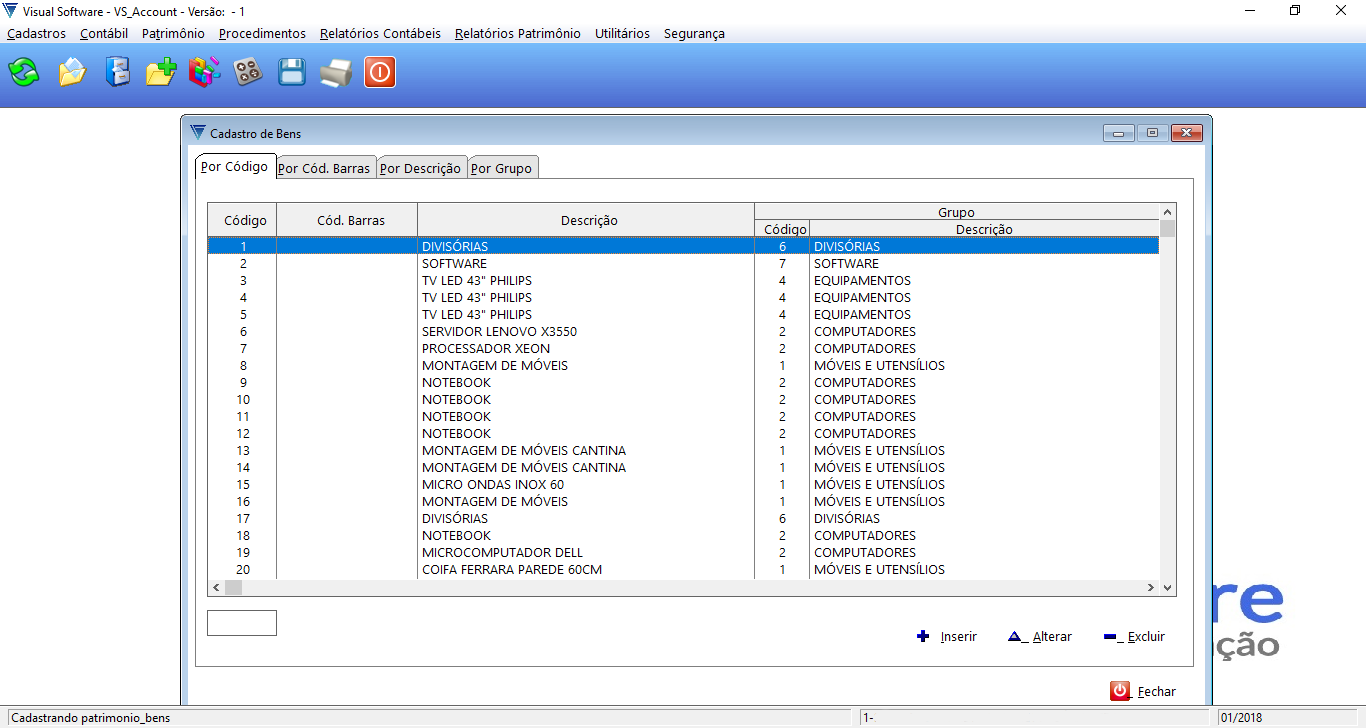 Visual Software - VS_Account - Versão: - 1
Cadastros Contábil Patrimônio Procedimentos Relatórios Contábeis Relatórios Patrimônio Utilitários Segurança
Cadastro de Bens
Por Código Por Cód. Barras Por Descrição Por Grupo
Código Cód. Barras Descrição Grupo
Código Descrição
1 DIVISÓRIAS 6 DIVISÓRIAS
2 SOFTWARE 7 SOFTWARE
3 TV LED 43" PHILIPS 4 EQUIPAMENTOS
4 TV LED 43" PHILIPS 4 EQUIPAMENTOS
5 TV LED 43" PHILIPS 4 EQUIPAMENTOS
6 SERVIDOR LENOVO X3550 2 COMPUTADORES
7 PROCESSADOR XEON 2 COMPUTADORES
8 MONTAGEM DE MÓVEIS 1 MÓVEIS E UTENSÍLIOS
9 NOTEBOOK 2 COMPUTADORES
10 NOTEBOOK 2 COMPUTADORES
11 NOTEBOOK 2 COMPUTADORES
12 NOTEBOOK 2 COMPUTADORES
13 MONTAGEM DE MÓVEIS CANTINA 1 MÓVEIS E UTENSÍLIOS
14 MONTAGEM DE MÓVEIS CANTINA 1 MÓVEIS E UTENSÍLIOS
15 MICRO ONDAS INOX 60 1 MÓVEIS E UTENSÍLIOS
16 MONTAGEM DE MÓVEIS 1 MÓVEIS E UTENSÍLIOS
17 DIVISÓRIAS 6 DIVISÓRIAS
18 NOTEBOOK 2 COMPUTADORES
19 MICROCOMPUTADOR DELL 2 COMPUTADORES
20 COIFA FERRARA PAREDE 60CM 1 MÓVEIS E UTENSÍLIOS
re
ção
Inserir Alterar Excluir
Fechar
Cadastrando patrimonio_bens 1- 01/2018